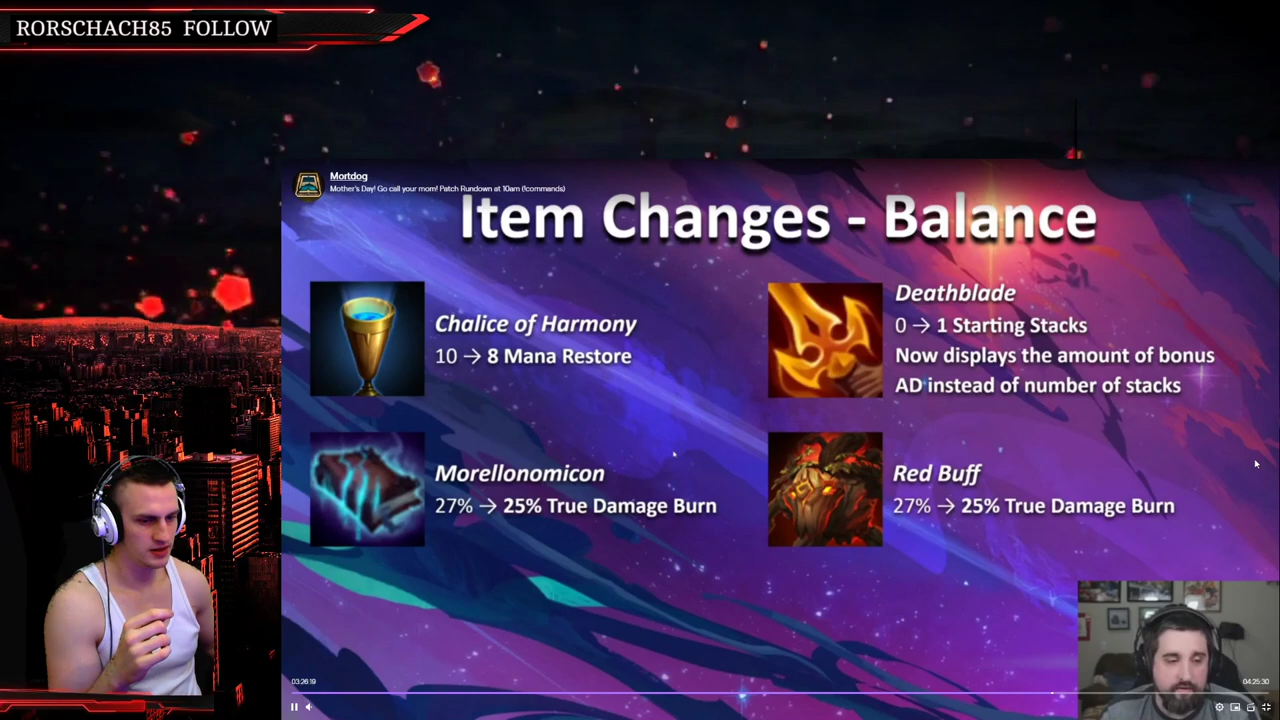 RORSCHACH85 FOLLOW
Mortdog
Mother's Day! Go call your mom! Patch Rundown at 10am (!commands)
Item Changes - Balance
Chalice of Harmony
10 → 8 Mana Restore
Deathblade
0 → 1 Starting Stacks
Now displays the amount of bonus
AD instead of number of stacks
Morellonomicon
27% → 25% True Damage Burn
Red Buff
27% → 25% True Damage Burn
03:26:19
04:25:30